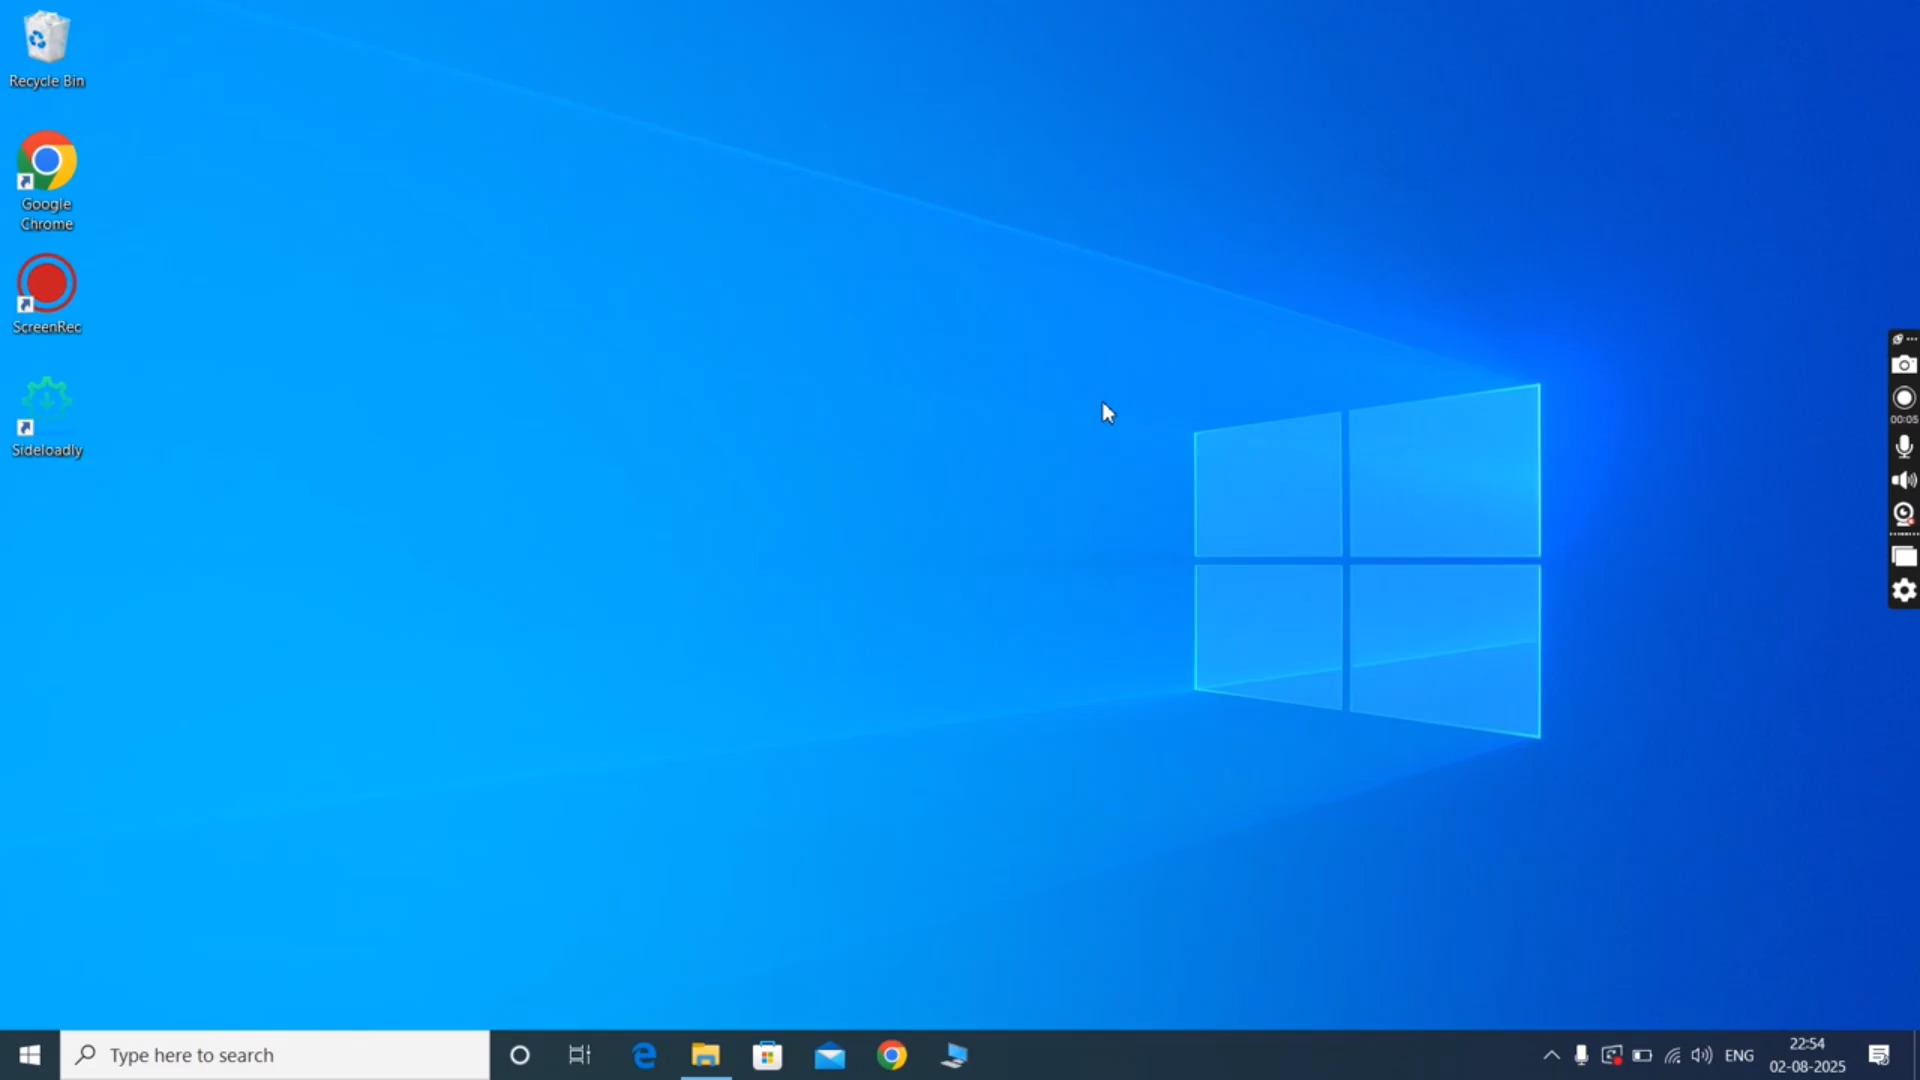 Recycle Bin
Google
Chrome
ScreenRec
Sideloadly
00:05
Type here to search
ENG
22:54
02-08-2025